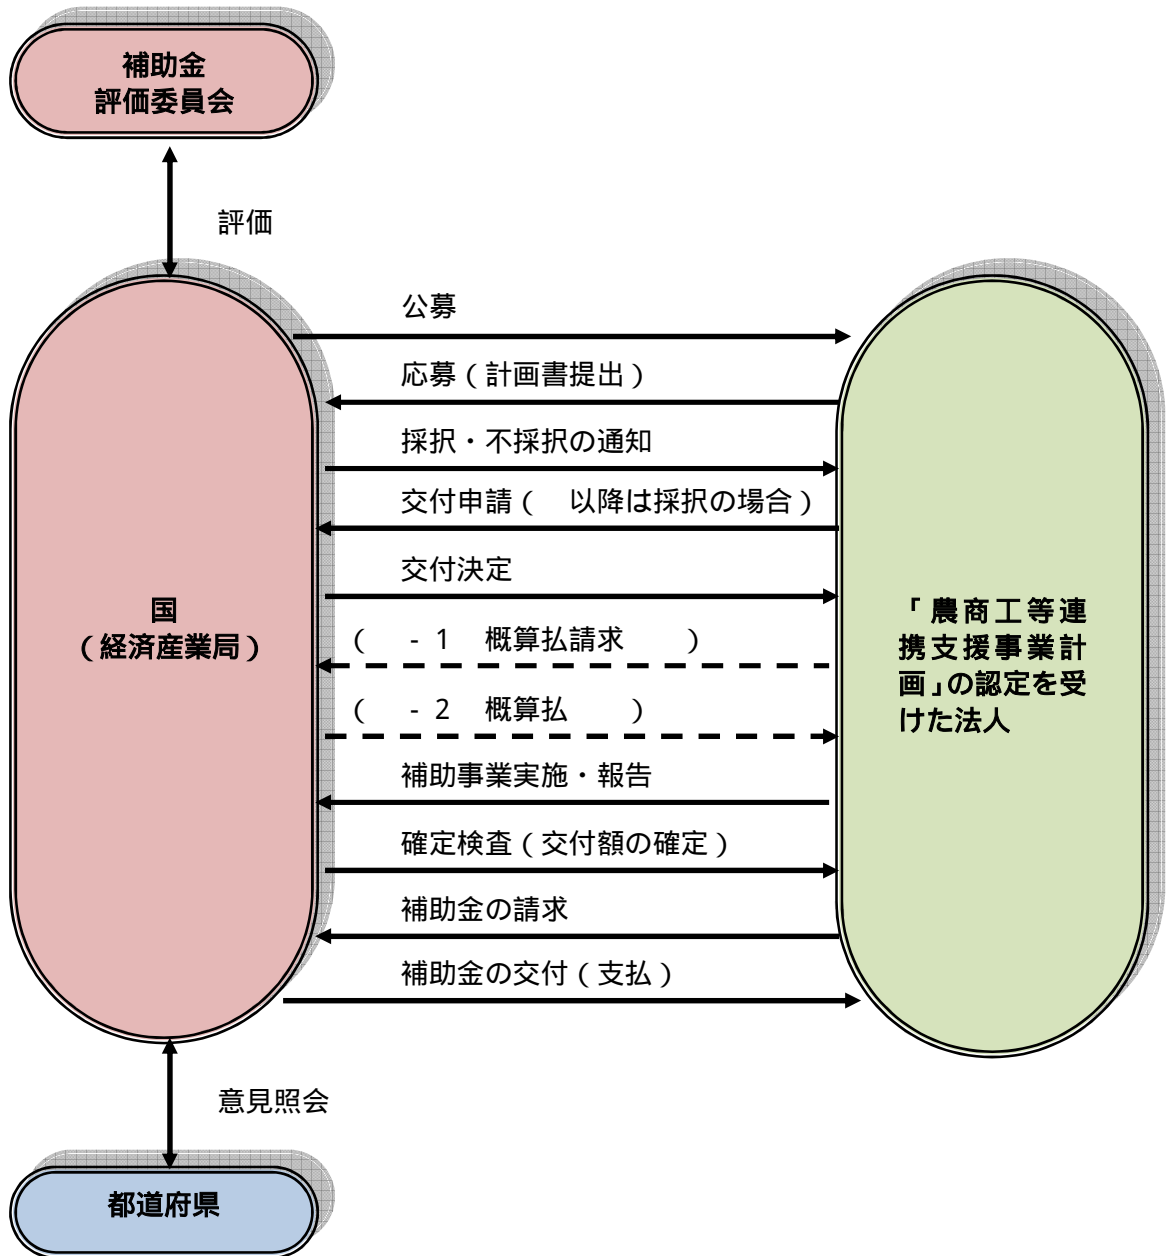 補助金
評価委員会
評価
公募
応募（計画書提出）
採択・不採択の通知
交付申請（　以降は採択の場合）
交付決定
（　-１　概算払請求　　）
（　-２　概算払　　）
補助事業実施・報告
確定検査（交付額の確定）
補助金の請求
補助金の交付（支払）
国
（経済産業局）
「農商工等連
携支援事業計
画」の認定を受
けた法人
意見照会
都道府県